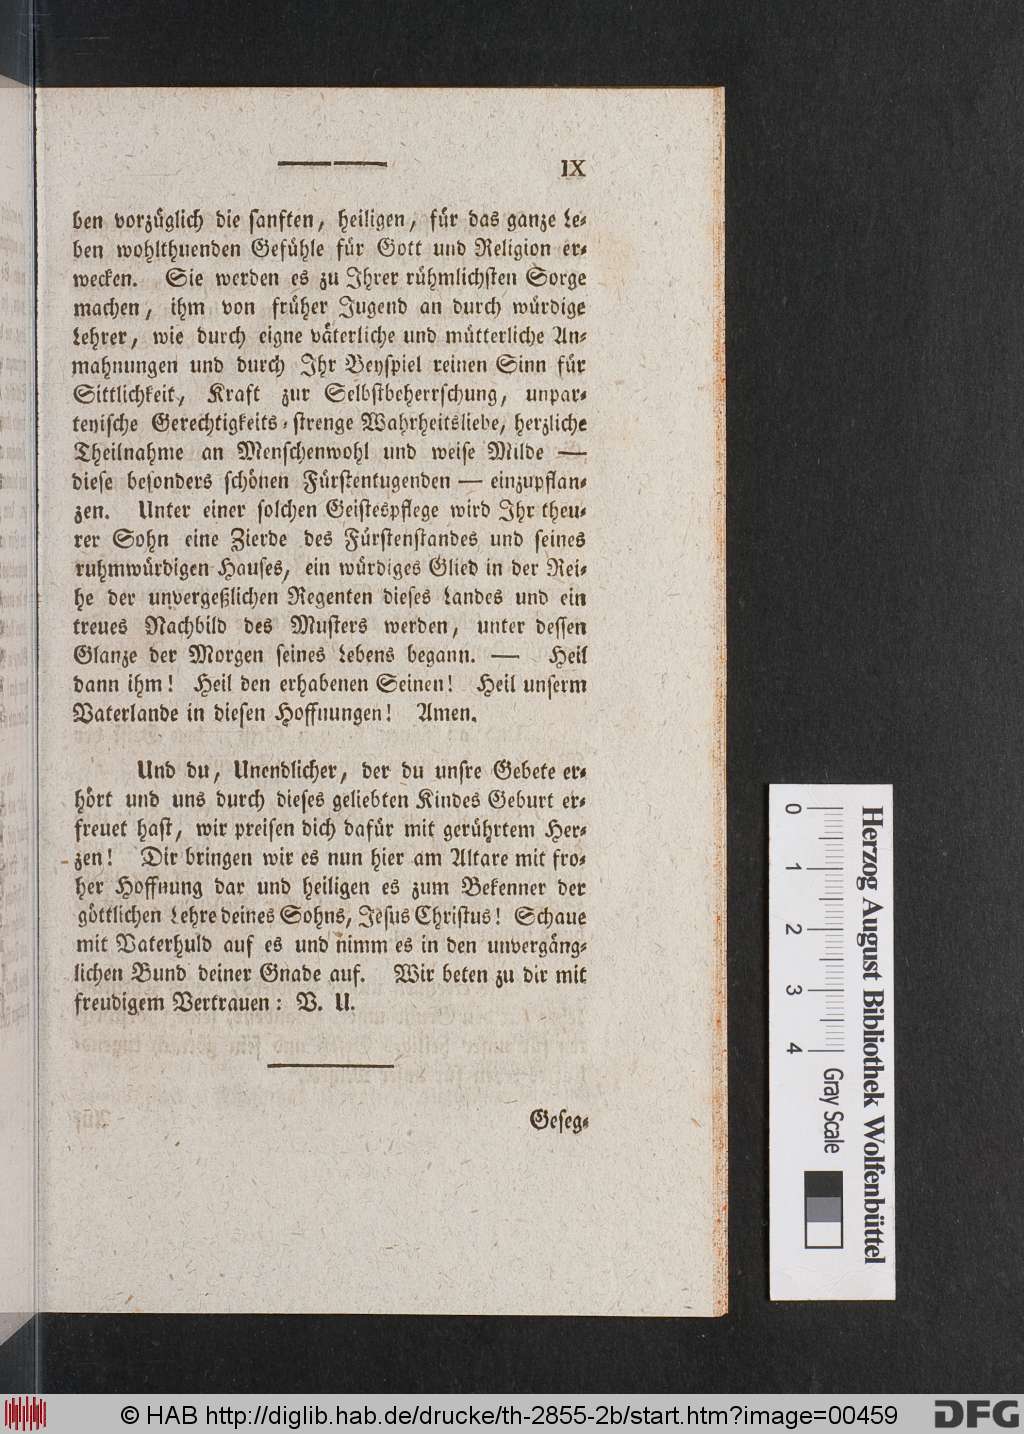 IX
ben vorzüglich die sanften, heiligen, für das ganze Le-
ben wohlthuenden Gefühle für Gott und Religion er-
wecken. Sie werden es zu Ihrer rühmlichsten Sorge
machen, ihm von früher Jugend an durch würdige
Lehrer, wie durch eigne väterliche und mütterliche An-
mahnungen und durch Ihr Beyspiel reinen Sinn für
Sittlichkeit, Kraft zur Selbstbeherrschung, unpar-
teyische Gerechtigkeits-strenge Wahrheitsliebe, herzliche
Theilnahme an Menschenwohl und weise Milde —
diese besonders schönen Fürstentugenden — einzupflan-
zen. Unter einer solchen Geistespflege wird Ihr theu-
rer Sohn eine Zierde des Fürstenstandes und seines
ruhmwürdigen Hauses, ein würdiges Glied in der Rei-
he der unvergeßlichen Regenten dieses Landes und ein
treues Nachbild des Musters werden, unter dessen
Glanze der Morgen seines Lebens begann. — Heil
dann ihm! Heil den erhabenen Seinen! Heil unserm
Vaterlande in diesen Hoffnungen! Amen.
Und du, Unendlicher, der du unsre Gebete er-
hört und uns durch dieses geliebten Kindes Geburt er-
freuet hast, wir preisen dich dafür mit gerührtem Her-
zen! Dir bringen wir es nun hier am Altare mit fro-
her Hoffnung dar und heiligen es zum Bekenner der
göttlichen Lehre deines Sohns, Jesus Christus! Schaue
mit Vaterhuld auf es und nimm es in den unvergäng-
lichen Bund deiner Gnade auf. Wir beten zu dir mit
freudigem Vertrauen: V. U.
Geseg-
0 1 2 3 4 Gray Scale
Herzog August Bibliothek Wolfenbüttel
© HAB http://diglib.hab.de/drucke/th-2855-2b/start.htm?image=00459
DFG